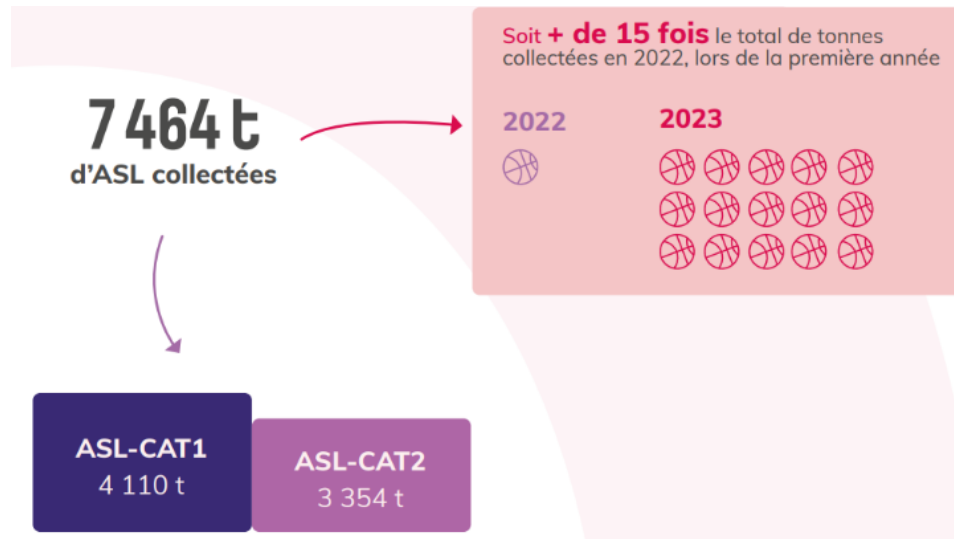 7 464 t
d'ASL collectées
Soit + de 15 fois le total de tonnes
collectées en 2022, lors de la première année
2022
2023
ASL-CAT1
4 110 t
ASL-CAT2
3 354 t